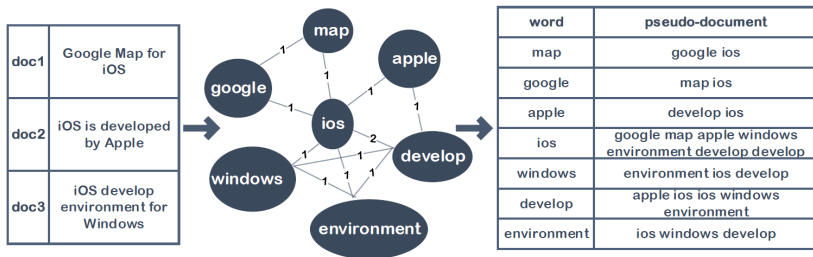 doc1
Google Map for
iOS
doc2
iOS is developed
by Apple
doc3
iOS develop
environment for
Windows
map
google
apple
ios
develop
windows
environment
1
1
1
1
1
2
1
1
1
1
1
word
pseudo-document
map
google ios
google
map ios
apple
develop ios
ios
google map apple windows
environment develop develop
windows
environment ios develop
develop
apple ios ios windows
environment
environment
ios windows develop